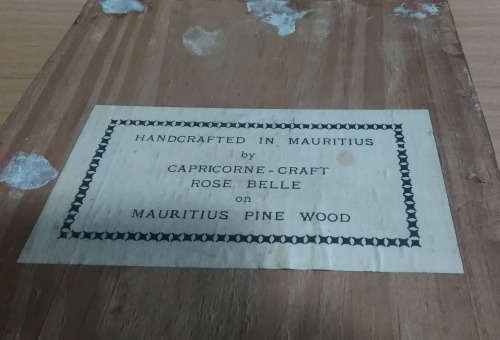 HANDCRAFTED IN MAURITIUS
by
CAPRICORNE-CRAFT
ROSE BELLE
on
MAURITIUS PINE WOOD